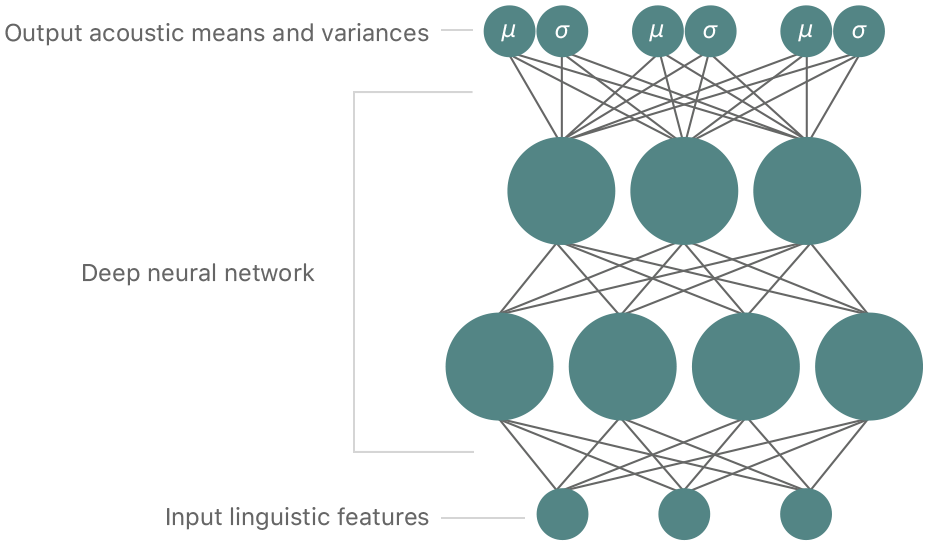 Output acoustic means and variances
μ σ μ σ μ σ
Deep neural network
Input linguistic features